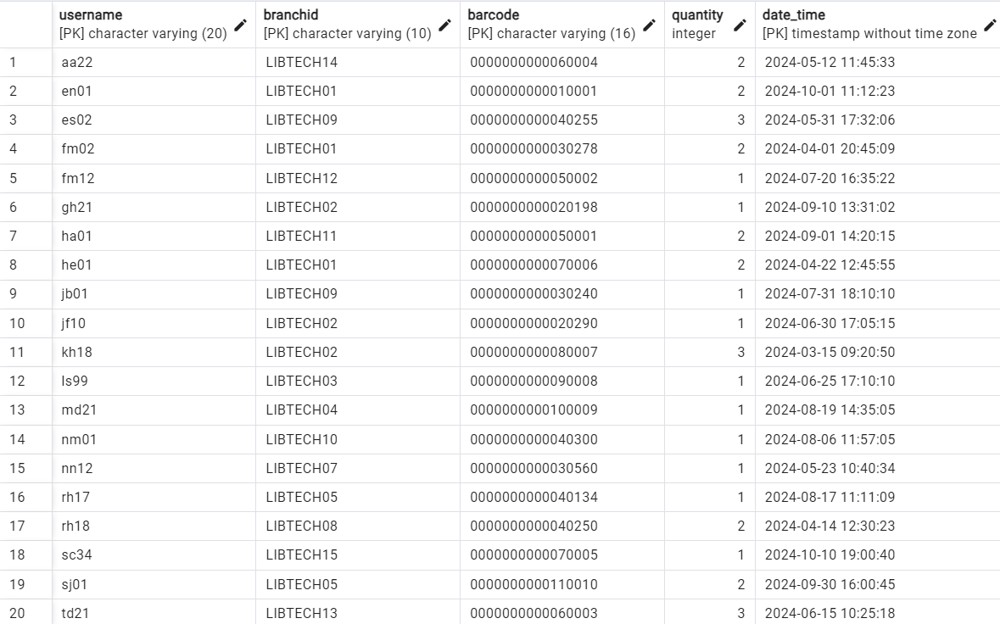 username branchid barcode quantity date_time
[PK] character varying (20) [PK] character varying (10) [PK] character varying (16) integer [PK] timestamp without time zone
1 aa22 LIBTECH14 0000000000060004 2 2024-05-12 11:45:33
2 en01 LIBTECH01 0000000000010001 2 2024-10-01 11:12:23
3 es02 LIBTECH09 0000000000040255 3 2024-05-31 17:32:06
4 fm02 LIBTECH01 0000000000030278 2 2024-04-01 20:45:09
5 fm12 LIBTECH12 0000000000050002 1 2024-07-20 16:35:22
6 gh21 LIBTECH02 0000000000020198 1 2024-09-10 13:31:02
7 ha01 LIBTECH11 0000000000050001 2 2024-09-01 14:20:15
8 he01 LIBTECH01 0000000000070006 2 2024-04-22 12:45:55
9 jb01 LIBTECH09 0000000000030240 1 2024-07-31 18:10:10
10 jf10 LIBTECH02 0000000000020290 1 2024-06-30 17:05:15
11 kh18 LIBTECH02 0000000000080007 3 2024-03-15 09:20:50
12 ls99 LIBTECH03 0000000000090008 1 2024-06-25 17:10:10
13 md21 LIBTECH04 0000000000100009 1 2024-08-19 14:35:05
14 nm01 LIBTECH10 0000000000040300 1 2024-08-06 11:57:05
15 nn12 LIBTECH07 0000000000030560 1 2024-05-23 10:40:34
16 rh17 LIBTECH05 0000000000040134 1 2024-08-17 11:11:09
17 rh18 LIBTECH08 0000000000040250 2 2024-04-14 12:30:23
18 sc34 LIBTECH15 0000000000070005 1 2024-10-10 19:00:40
19 sj01 LIBTECH05 0000000000110010 2 2024-09-30 16:00:45
20 td21 LIBTECH13 0000000000060003 3 2024-06-15 10:25:18